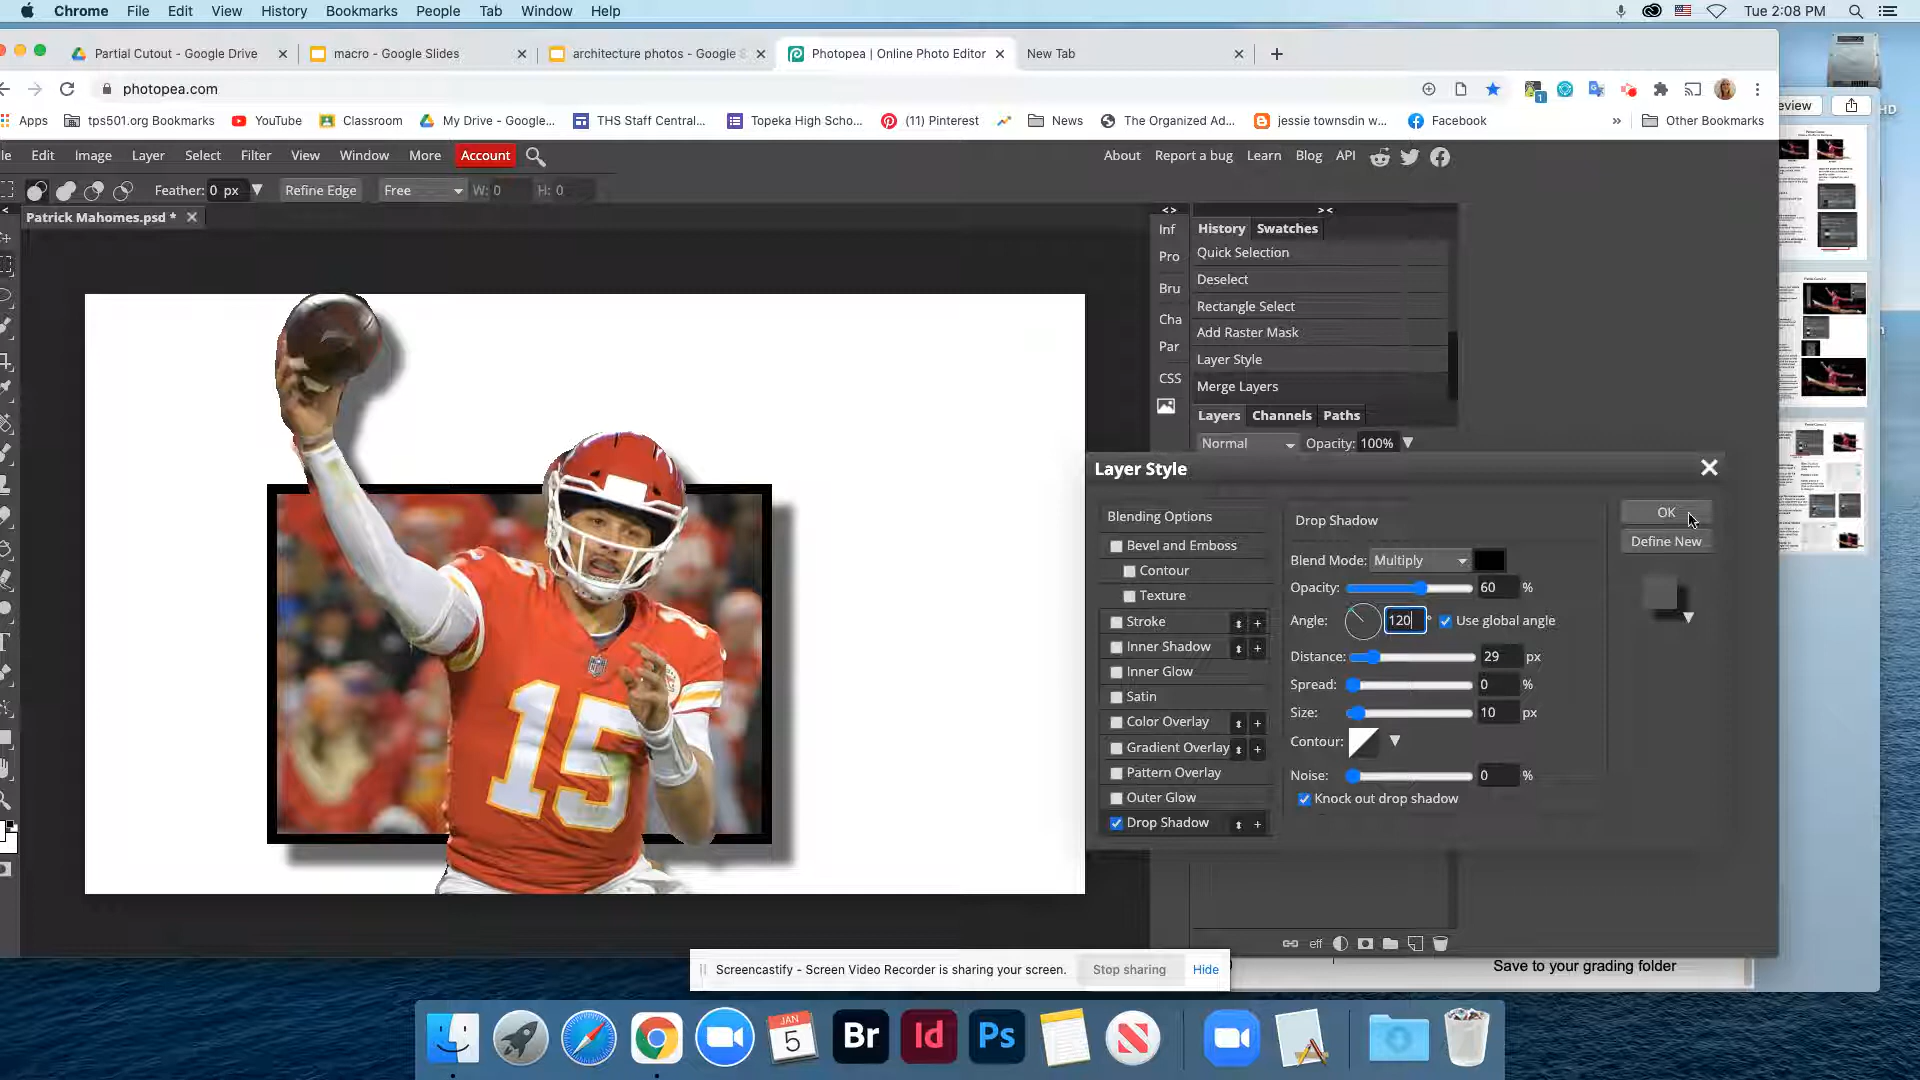 Chrome File Edit View History Bookmarks People Tab Window Help
Tue 2:08 PM
Partial Cutout - Google Drive
macro - Google Slides
architecture photos - Google S
Photopea | Online Photo Editor
New Tab
photopea.com
Apps
tps501.org Bookmarks
YouTube
Classroom
My Drive - Google...
THS Staff Central...
Topeka High Scho...
(11) Pinterest
News
The Organized Ad...
jessie townsdin w...
Facebook
»
Other Bookmarks
eview
HD
le Edit Image Layer Select Filter View Window More Account
About Report a bug Learn Blog API
Feather: 0 px
Refine Edge
Free
W: 0
H: 0
Patrick Mahomes.psd *
Inf
Pro
Bru
Cha
Par
CSS
History Swatches
Quick Selection
Deselect
Rectangle Select
Add Raster Mask
Layer Style
Merge Layers
Layers Channels Paths
Normal
Opacity: 100%
Layer Style
Blending Options
Bevel and Emboss
Contour
Texture
Stroke
Inner Shadow
Inner Glow
Satin
Color Overlay
Gradient Overlay
Pattern Overlay
Outer Glow
Drop Shadow
Drop Shadow
Blend Mode: Multiply
Opacity: 60 %
Angle: 120 ° Use global angle
Distance: 29 px
Spread: 0 %
Size: 10 px
Contour:
Noise: 0 %
Knock out drop shadow
OK
Define New
15
eff
Screencastify - Screen Video Recorder is sharing your screen.
Stop sharing
Hide
Save to your grading folder
JAN
5
Br
Id
Ps